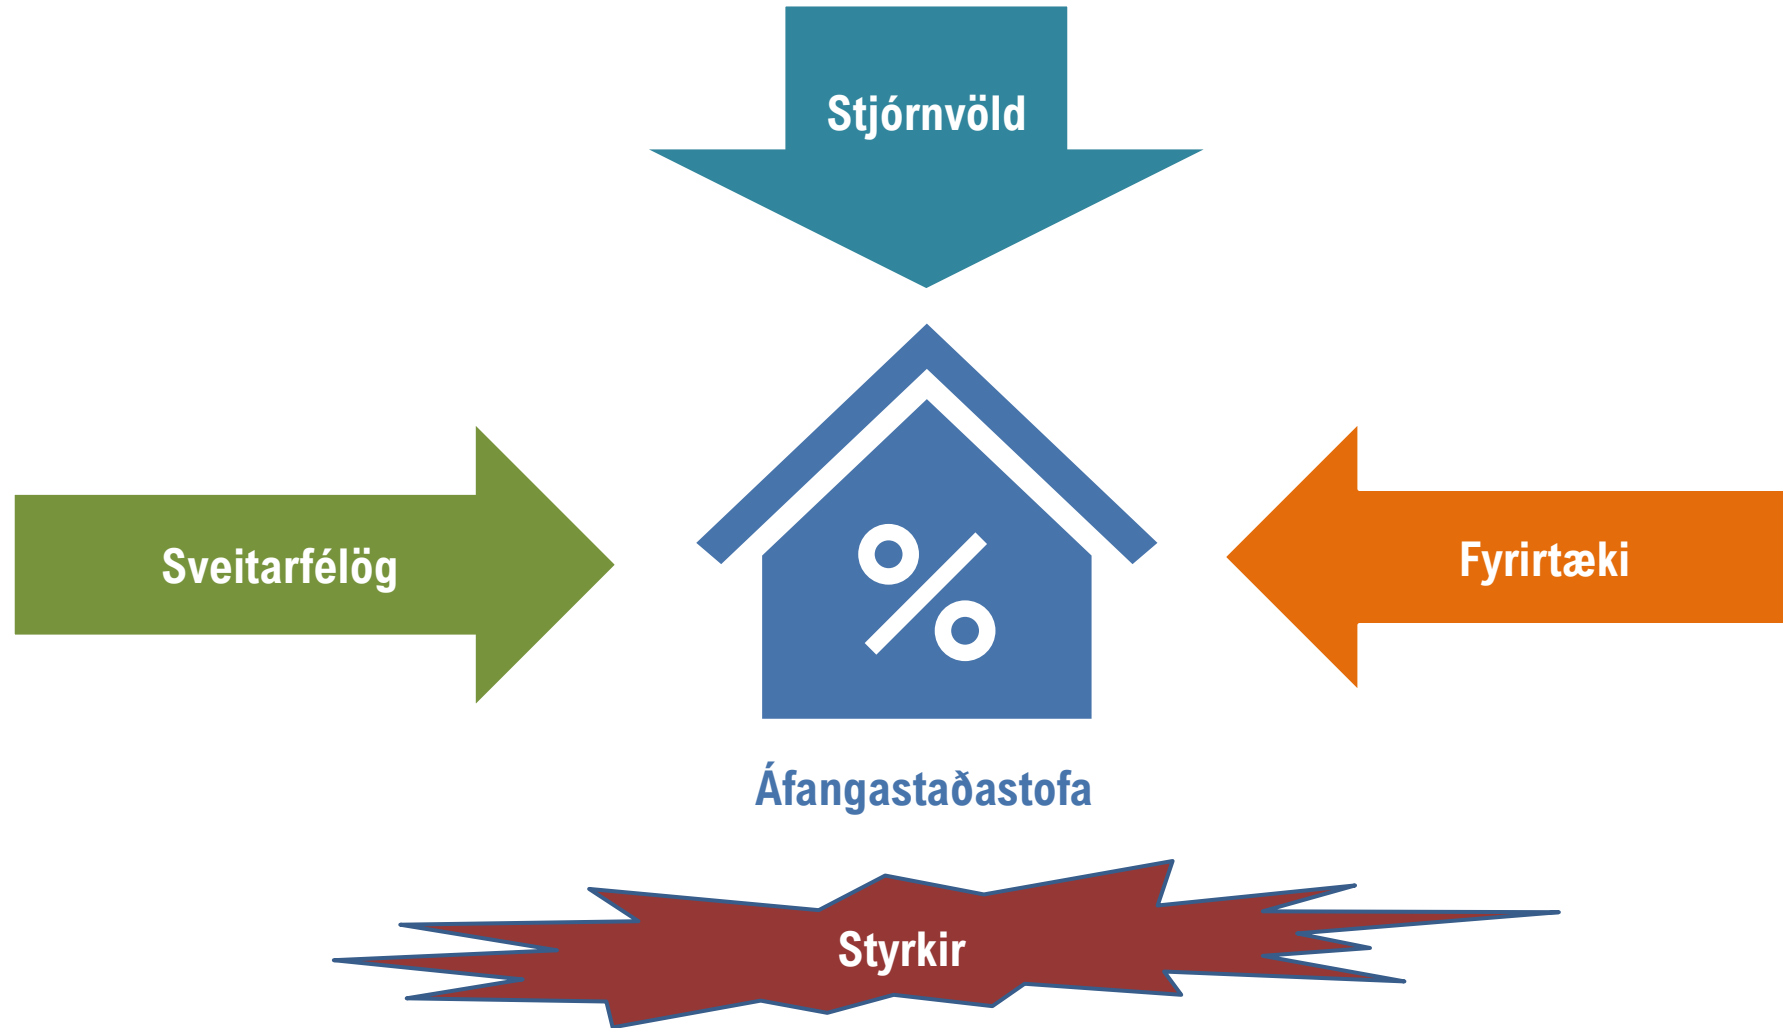 Stjórnvöld
Sveitarfélög
Fyrirtæki
%
Áfangastaðastofa
Styrkir